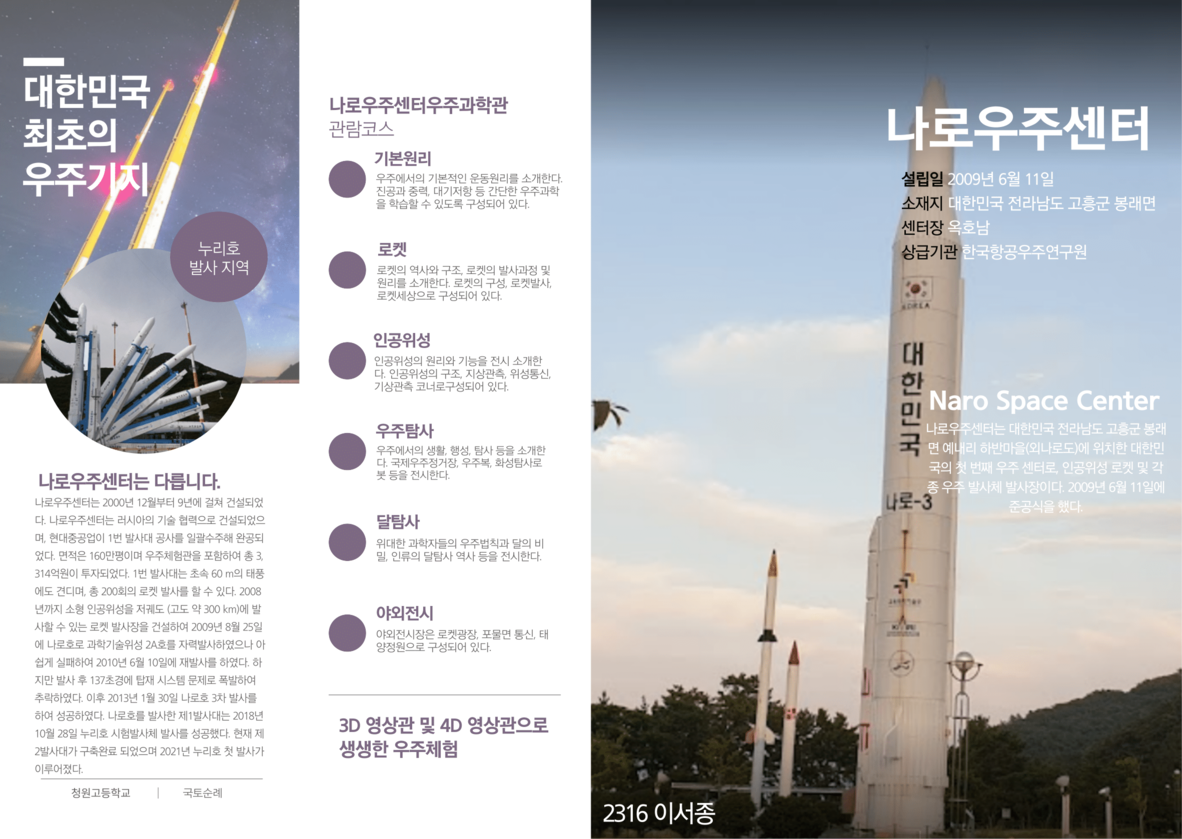 대한민국
최초의
우주기지
누리호
발사 지역
나로우주센터는 다릅니다.
나로우주센터는 2000년 12월부터 9년에 걸쳐 건설되었
다. 나로우주센터는 러시아의 기술 협력으로 건설되었으
며, 현대중공업이 1번 발사대 공사를 일괄수주해 완공되
었다. 면적은 160만평이며 우주체험관을 포함하여 총 3,
314억원이 투자되었다. 1번 발사대는 초속 60 m의 태풍
에도 견디며, 총 200회의 로켓 발사를 할 수 있다. 2008
년까지 소형 인공위성을 저궤도 (고도 약 300 km)에 발
사할 수 있는 로켓 발사장을 건설하여 2009년 8월 25일
에 나로호로 과학기술위성 2A호를 자력발사하였으나 아
쉽게 실패하여 2010년 6월 10일에 재발사를 하였다. 하
지만 발사 후 137초경에 탑재 시스템 문제로 폭발하여
추락하였다. 이후 2013년 1월 30일 나로호 3차 발사를
하여 성공하였다. 나로호를 발사한 제1발사대는 2018년
10월 28일 누리호 시험발사체 발사를 성공했다. 현재 제
2발사대가 구축완료 되었으며 2021년 누리호 첫 발사가
이루어졌다.
청원고등학교 | 국토순례
나로우주센터우주과학관
관람코스
기본원리
우주에서의 기본적인 운동원리를 소개한다.
진공과 중력, 대기저항 등 간단한 우주과학
을 학습할 수 있도록 구성되어 있다.
로켓
로켓의 역사와 구조, 로켓의 발사과정 및
원리를 소개한다. 로켓의 구성, 로켓발사,
로켓세상으로 구성되어 있다.
인공위성
인공위성의 원리와 기능을 전시 소개한
다. 인공위성의 구조, 지상관측, 위성통신,
기상관측 코너로구성되어 있다.
우주탐사
우주에서의 생활, 행성, 탐사 등을 소개한
다. 국제우주정거장, 우주복, 화성탐사로
봇 등을 전시한다.
달탐사
위대한 과학자들의 우주법칙과 달의 비
밀, 인류의 달탐사 역사 등을 전시한다.
야외전시
야외전시장은 로켓광장, 포물면 통신, 태
양정원으로 구성되어 있다.
3D 영상관 및 4D 영상관으로
생생한 우주체험
나로우주센터
설립일 2009년 6월 11일
소재지 대한민국 전라남도 고흥군 봉래면
센터장 옥호남
상급기관 한국항공우주연구원
KOREA
대한민국
나로-3
Naro Space Center
나로우주센터는 대한민국 전라남도 고흥군 봉래
면 예내리 하반마을(외나로도)에 위치한 대한민
국의 첫 번째 우주 센터로, 인공위성 로켓 및 각
종 우주 발사체 발사장이다. 2009년 6월 11일에
준공식을 했다.
2316 이서종